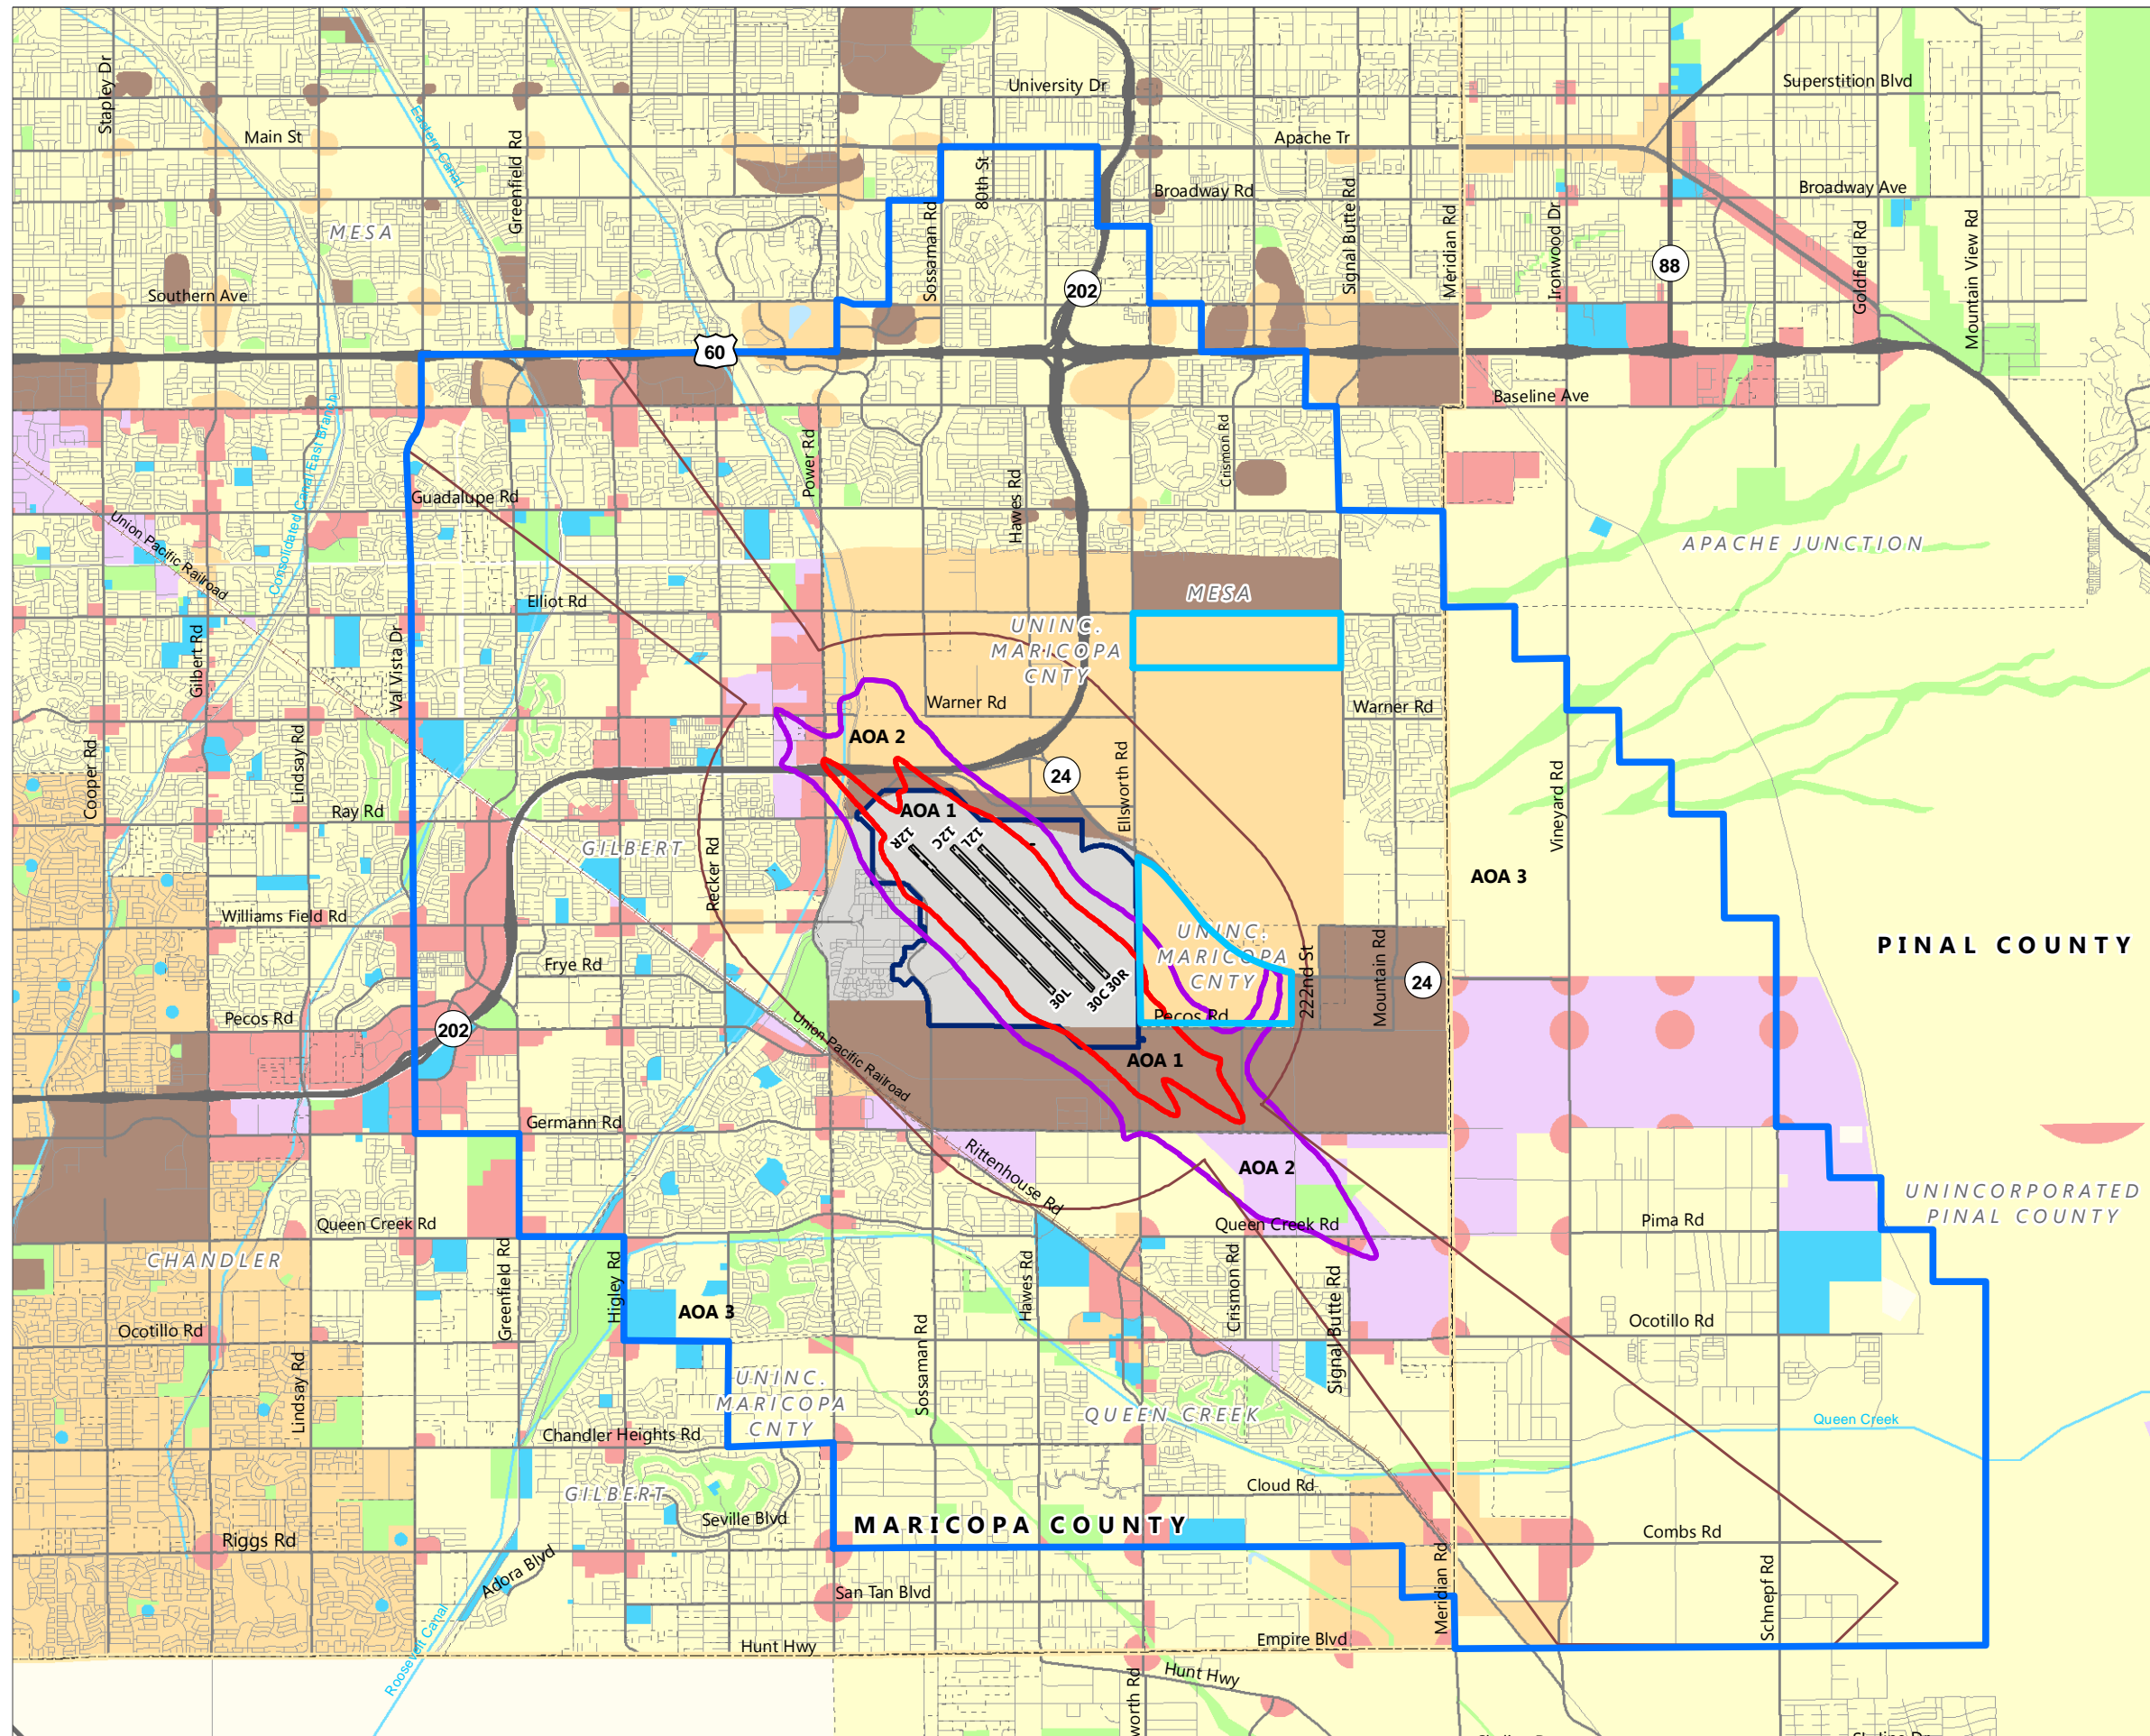 Stapley Dr
University Dr
Superstition Blvd
Main St
Eastern Canal
Greenfield Rd
Apache Tr
80th St
Broadway Rd
Broadway Ave
MESA
Sossaman Rd
Signal Butte Rd
Meridian Rd
Ironwood Dr
Goldfield Rd
Mountain View Rd
88
Southern Ave
202
60
Baseline Ave
Consolidated Canal East Branch
Power Rd
Crismon Rd
Guadalupe Rd
Hawes Rd
Union Pacific Railroad
APACHE JUNCTION
MESA
Elliot Rd
UNINC.
MARICOPA
CNTY
Gilbert Rd
Val Vista Dr
Warner Rd
Warner Rd
AOA 2
Cooper Rd
Lindsay Rd
24
Ellsworth Rd
Vineyard Rd
Ray Rd
AOA 1
12R
12C
12L
GILBERT
Recker Rd
AOA 3
Williams Field Rd
UNINC.
MARICOPA
CNTY
PINAL COUNTY
Frye Rd
222nd St
Mountain Rd
24
30L
30C
30R
Pecos Rd
Pecos Rd
202
Union Pacific Railroad
AOA 1
Germann Rd
Rittenhouse Rd
AOA 2
UNINCORPORATED
PINAL COUNTY
Queen Creek Rd
Queen Creek Rd
Pima Rd
CHANDLER
Greenfield Rd
Higley Rd
Hawes Rd
Crismon Rd
Signal Butte Rd
AOA 3
Ocotillo Rd
Ocotillo Rd
Lindsay Rd
Sossaman Rd
UNINC.
MARICOPA
CNTY
QUEEN CREEK
Queen Creek
Chandler Heights Rd
Cloud Rd
GILBERT
Seville Blvd
MARICOPA COUNTY
Riggs Rd
Combs Rd
Adora Blvd
San Tan Blvd
Meridian Rd
Schnepf Rd
Roosevelt Canal
Hunt Hwy
Empire Blvd
Hunt Hwy
worth Rd